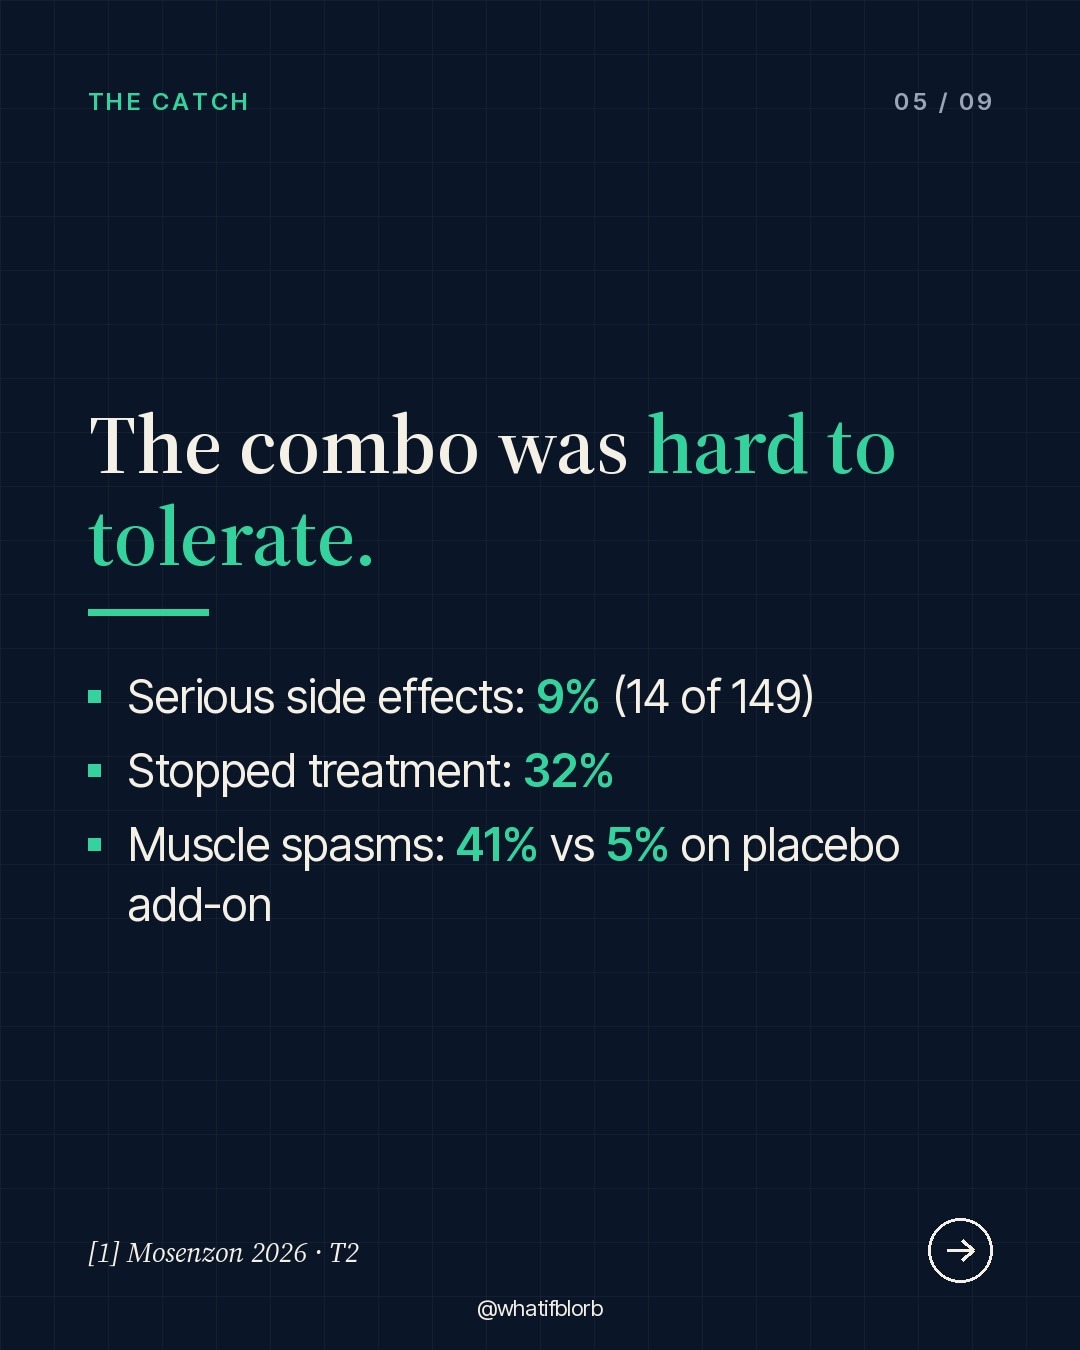 THE CATCH
05 / 09
The combo was hard to
tolerate.
Serious side effects: 9% (14 of 149)
Stopped treatment: 32%
Muscle spasms: 41% vs 5% on placebo
add-on
[1] Mosenzon 2026 · T2
@whatifblorb